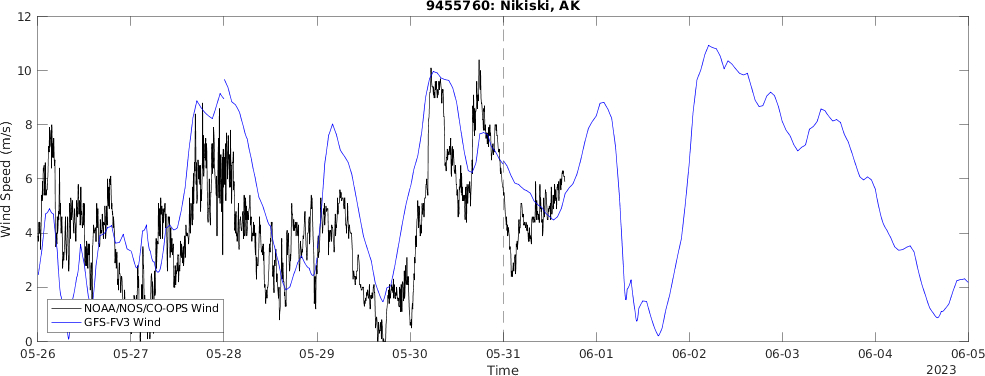 9455760: Nikiski, AK
Wind Speed (m/s)
12
10
8
6
4
2
0
NOAA/NOS/CO-OPS Wind
GFS-FV3 Wind
05-26 05-27 05-28 05-29 05-30 05-31 06-01 06-02 06-03 06-04 06-05
Time
2023